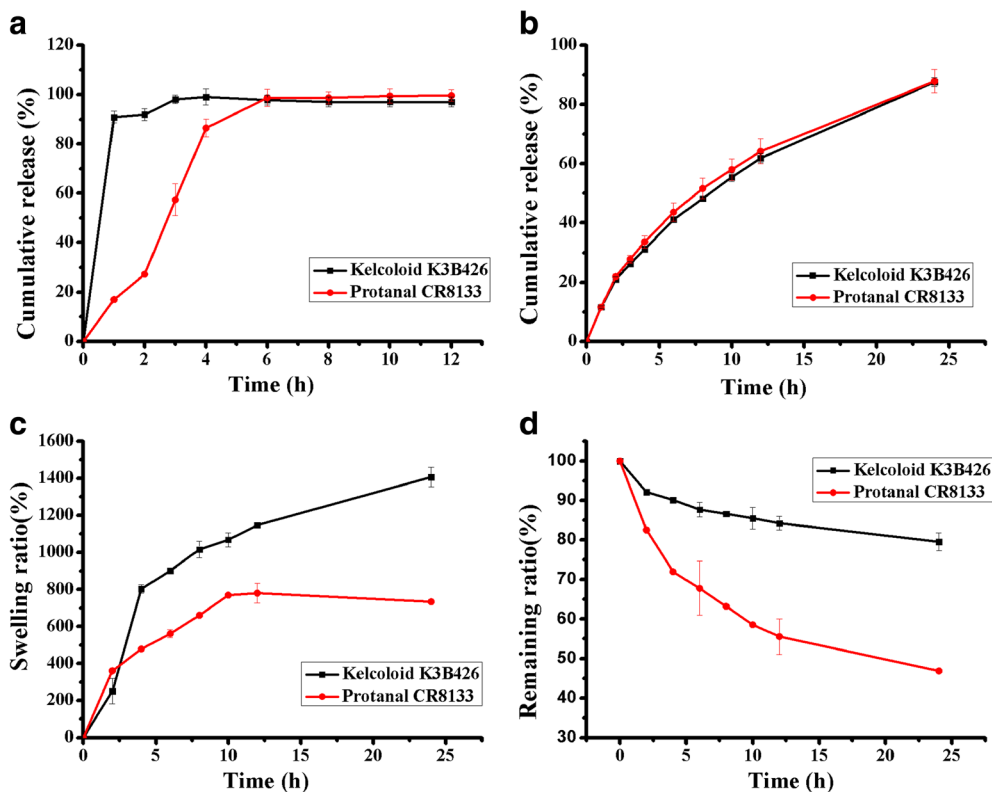 a
120
100
80
60
40
20
0
Cumulative release (%)
Kelcoloid K3B426
Protanal CR8133
0 2 4 6 8 10 12
Time (h)
b
100
80
60
40
20
0
Cumulative release (%)
Kelcoloid K3B426
Protanal CR8133
0 5 10 15 20 25
Time (h)
c
1600
1400
1200
1000
800
600
400
200
0
Swelling ratio(%)
Kelcoloid K3B426
Protanal CR8133
0 5 10 15 20 25
Time (h)
d
100
90
80
70
60
50
40
30
Remaining ratio(%)
Kelcoloid K3B426
Protanal CR8133
0 5 10 15 20 25
Time (h)